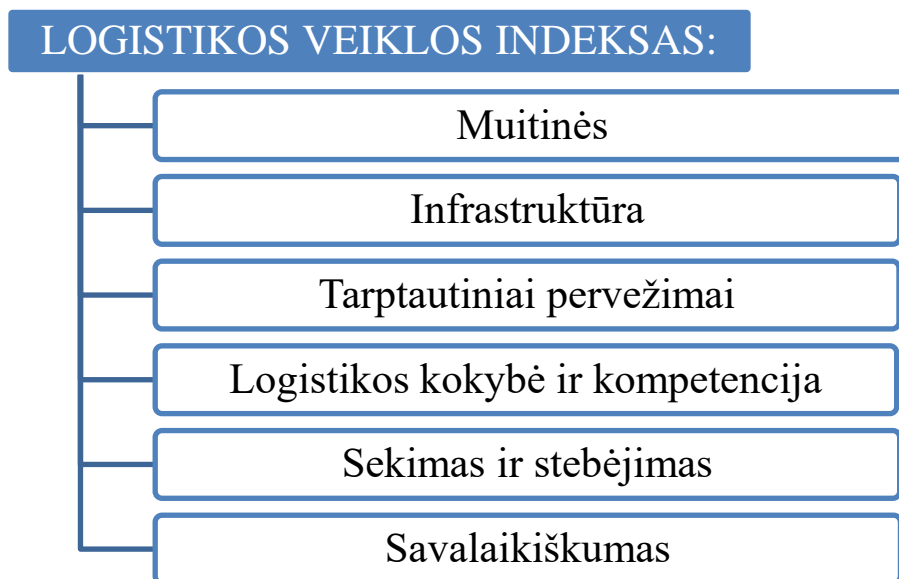 LOGISTIKOS VEIKLOS INDEKSAS:
Muitinės
Infrastruktūra
Tarptautiniai pervežimai
Logistikos kokybė ir kompetencija
Sekimas ir stebėjimas
Savalaikiškumas